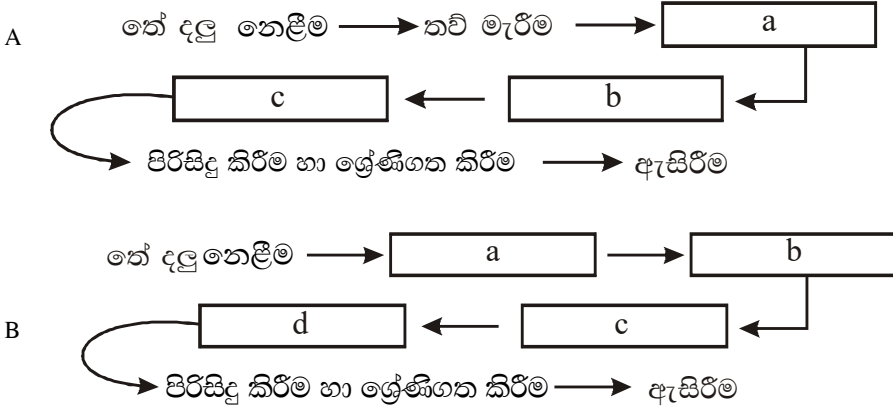 A
තේ දලු නෙළීම තව් මැරීම a
c b
පිරිසිදු කිරීම හා ශ්‍රේණිගත කිරීම ඇසිරීම
තේ දලු නෙළීම a b
B
d c
පිරිසිදු කිරීම හා ශ්‍රේණිගත කිරීම ඇසිරීම